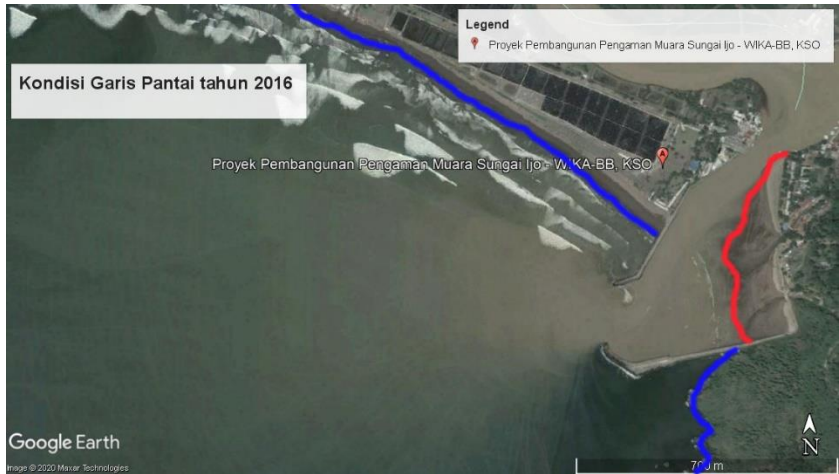 Legend
Proyek Pembangunan Pengaman Muara Sungai Ijo - WIKA-BB, KSO
Kondisi Garis Pantai tahun 2016
A
Proyek Pembangunan Pengaman Muara Sungai Ijo - WIKA-BB, KSO
Google Earth
N
Image © 2020 Maxar Technologies
700 m